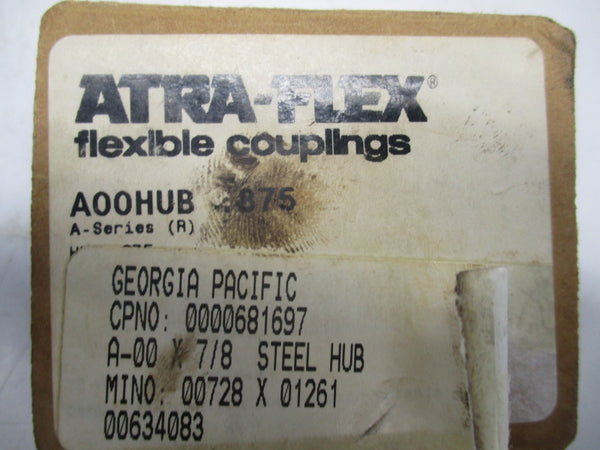 ATRA-FLEX®
flexible couplings
A00HUB .875
A-Series (R)
GEORGIA PACIFIC
CPNO: 0000681697
A-00 X 7/8 STEEL HUB
MINO: 00728 X 01261
00634083